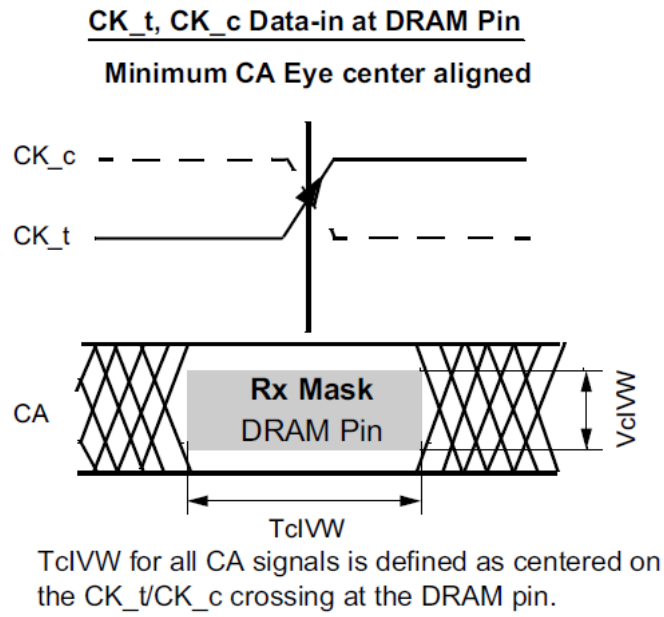 CK_t, CK_c Data-in at DRAM Pin
Minimum CA Eye center aligned
CK_c
CK_t
CA
Rx Mask
DRAM Pin
VcIVW
TcIVW
TcIVW for all CA signals is defined as centered on
the CK_t/CK_c crossing at the DRAM pin.